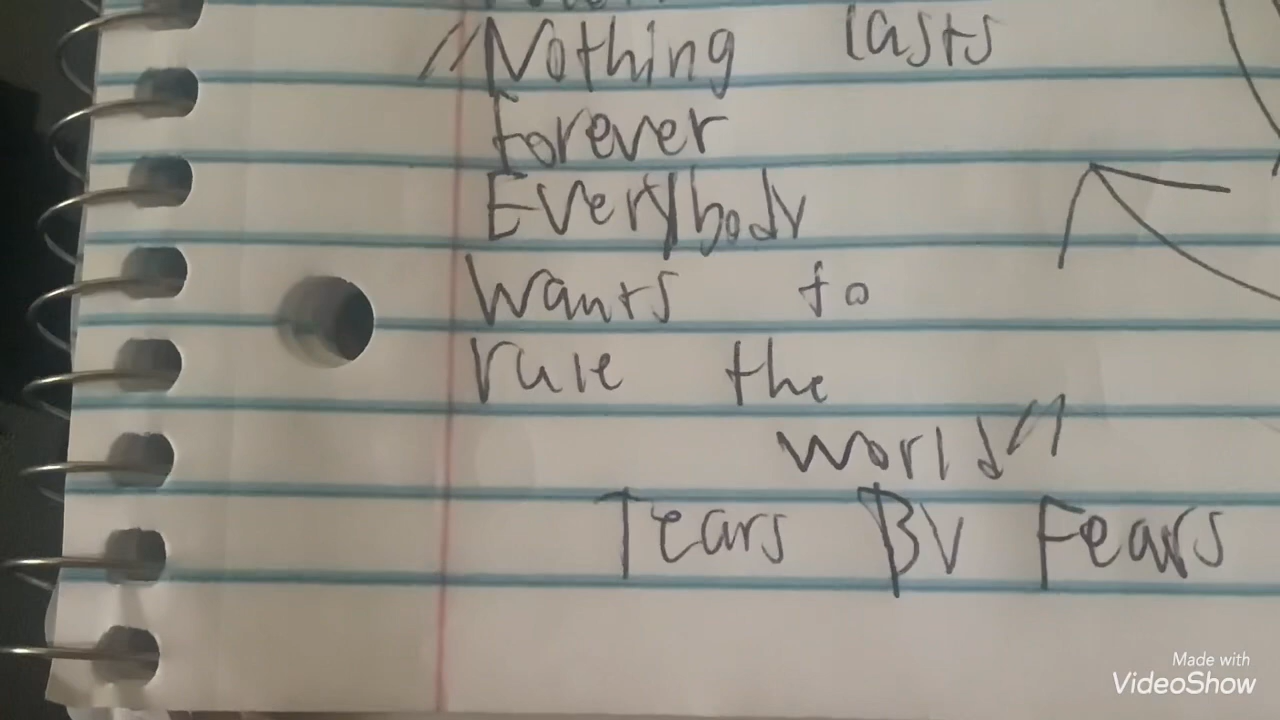 "Nothing lasts
forever
Everybody
wants to
rule the
world"
Tears By Fears
Made with
VideoShow